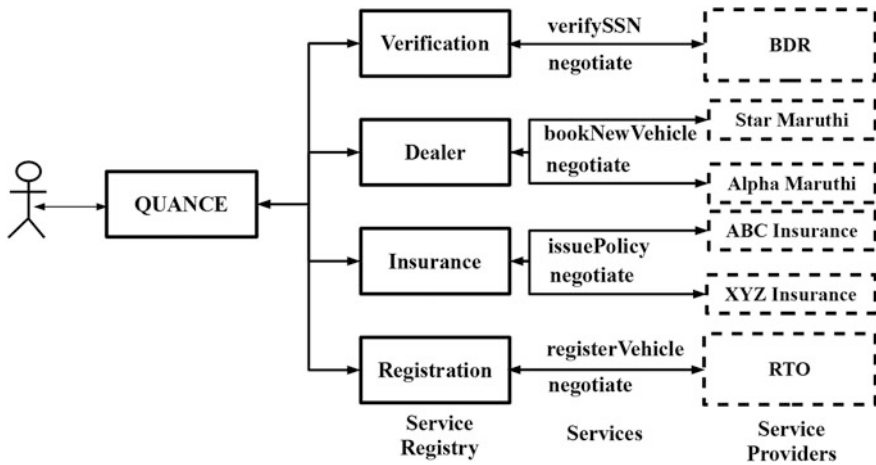 verifySSN
Verification
BDR
negotiate
Star Maruthi
bookNewVehicle
Dealer
negotiate
Alpha Maruthi
QUANCE
ABC Insurance
issuePolicy
Insurance
negotiate
XYZ Insurance
registerVehicle
Registration
RTO
negotiate
Service
Registry
Services
Service
Providers